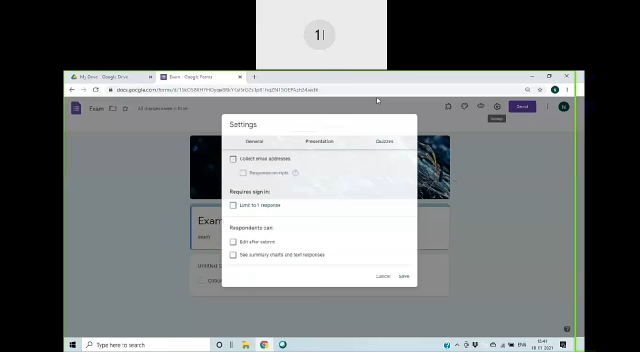 1
My Drive - Google Drive
Exam - Google Forms
Exam
Send
Settings
General Presentation Quizzes
Collect email addresses
Response receipts
Requires sign in:
Limit to 1 response
Respondents can:
Edit after submit
See summary charts and text responses
Cancel Save
Exam
exam
Type here to search
ENG